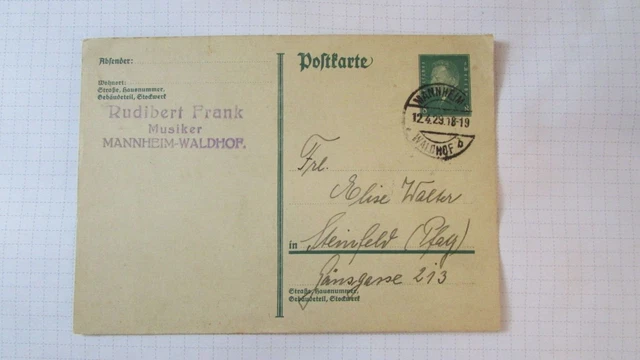 Absender:
Wohnort:
Straße, Hausnummer,
Gebäudeteil, Stockwerk
Rudibert Frank
Musiker
MANNHEIM-WALDHOF.
Postkarte
MANNHEIM
12.4.29.18-19
WALDHOF b
Frl.
Elise Walter
in Steinfeld (Pfalz)
Gänsgasse 213
Straße, Hausnummer,
Gebäudeteil, Stockwerk